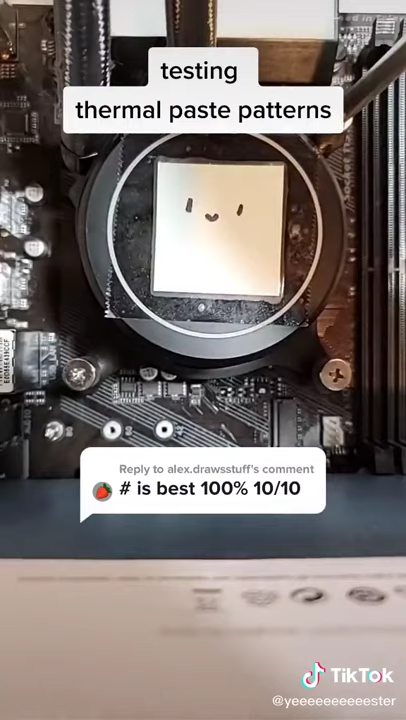 testing
thermal paste patterns
Reply to alex.drawsstuff's comment
# is best 100% 10/10
TikTok
@yeeeeeeeeeester